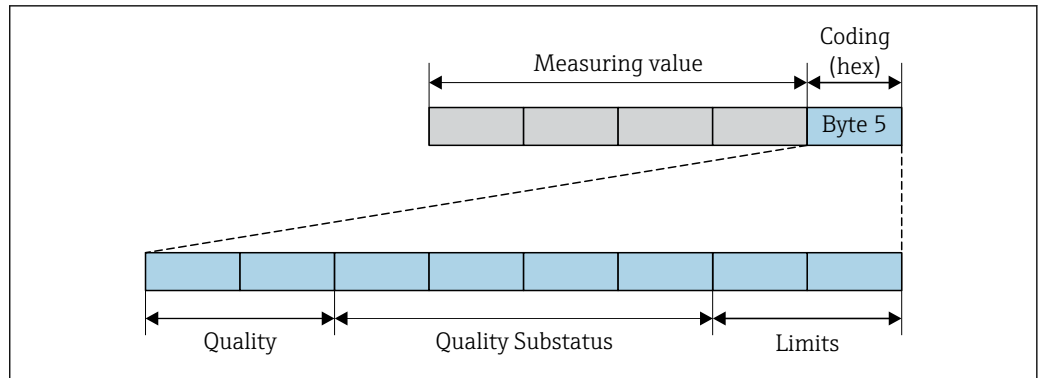 Coding
(hex)
Measuring value
Byte 5
Quality
Quality Substatus
Limits